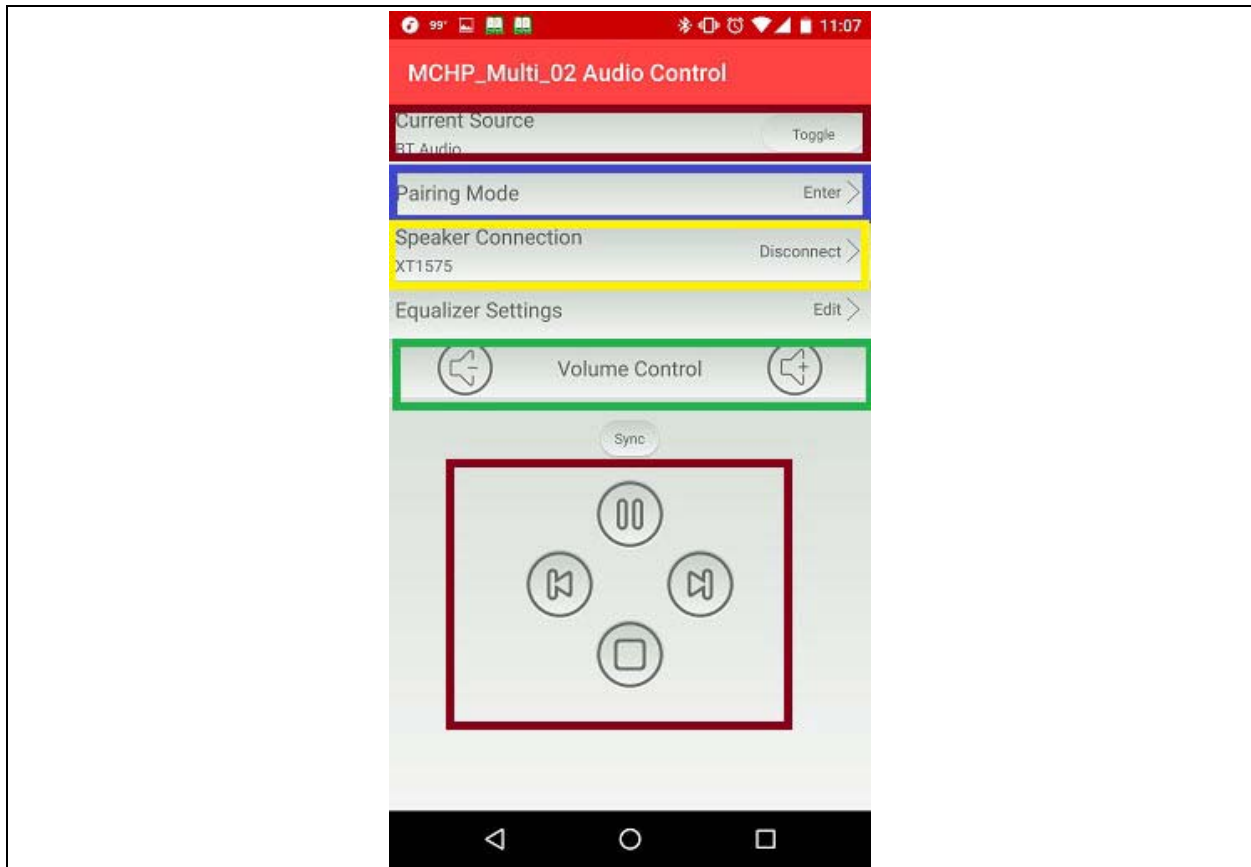 99° 11:07
MCHP_Multi_02 Audio Control
Current Source
Toggle
BT Audio
Pairing Mode Enter
Speaker Connection
Disconnect
XT1575
Equalizer Settings Edit
Volume Control
Sync